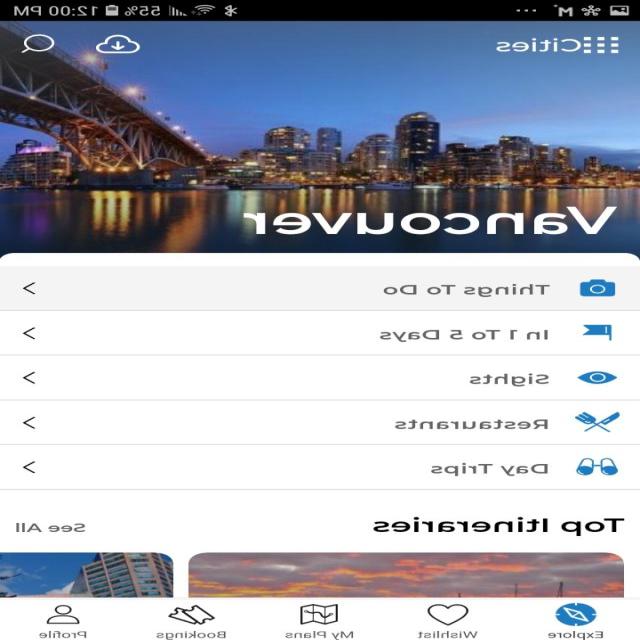 55% 12:00 PM
Cities
Vancouver
Things To Do
In 1 To 5 Days
Sights
Restaurants
Day Trips
Top Itineraries See All
Explore Wishlist My Plans Bookings Profile